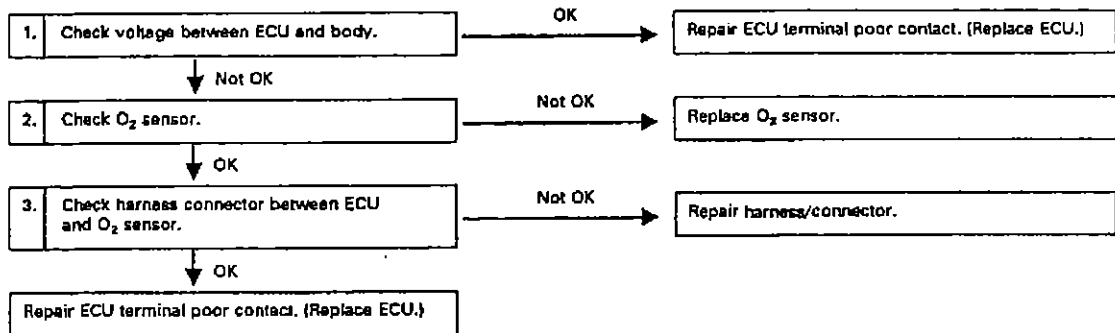 OK
1. Check voltage between ECU and body.
Repair ECU terminal poor contact. (Replace ECU.)
Not OK
Not OK
2. Check O₂ sensor.
Replace O₂ sensor.
OK
3. Check harness connector between ECU
and O₂ sensor.
Not OK
Repair harness/connector.
OK
Repair ECU terminal poor contact. (Replace ECU.)